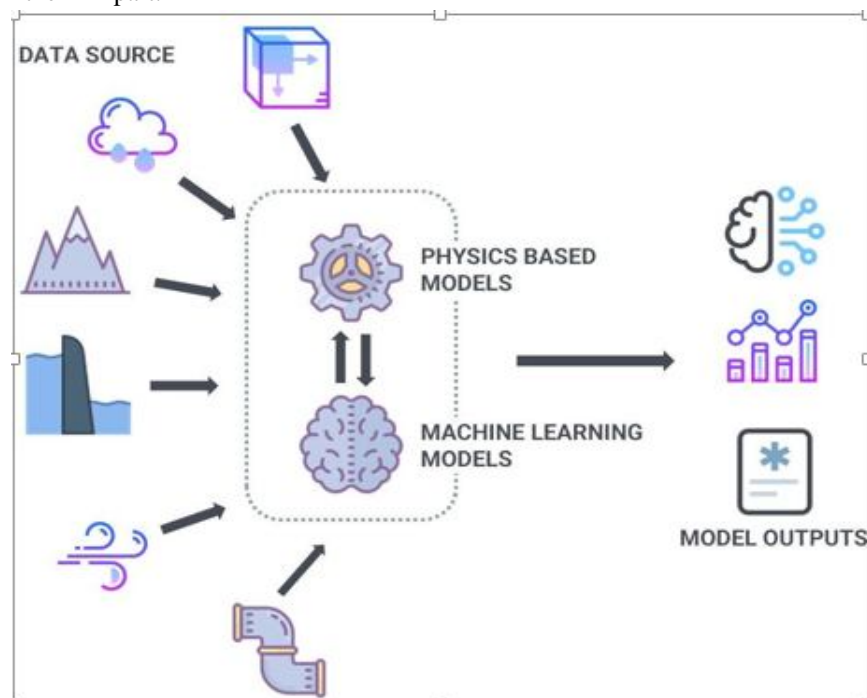 DATA SOURCE
PHYSICS BASED
MODELS
MACHINE LEARNING
MODELS
MODEL OUTPUTS